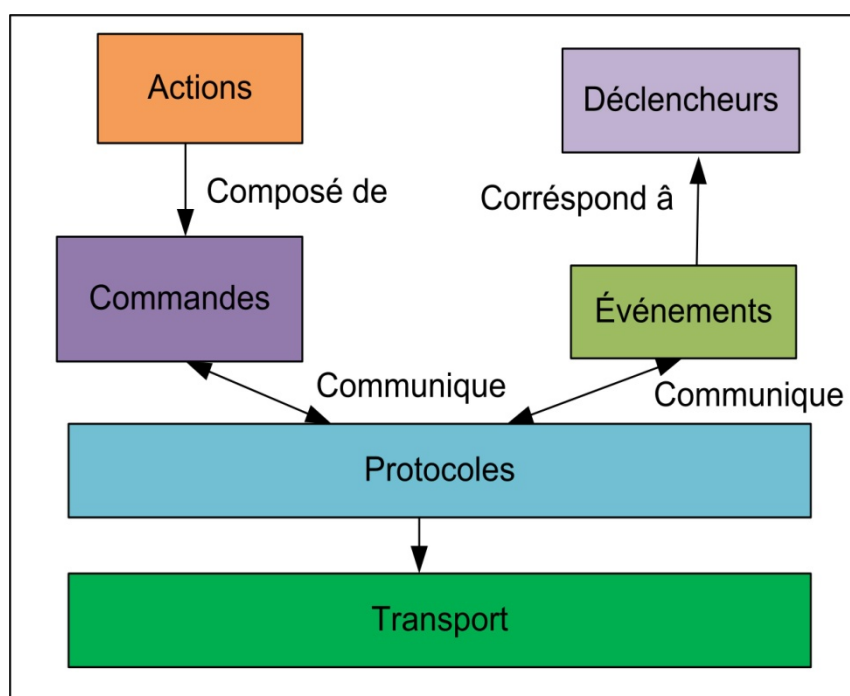 Actions
Déclencheurs
Composé de
Corréspond â
Commandes
Événements
Communique
Communique
Protocoles
Transport